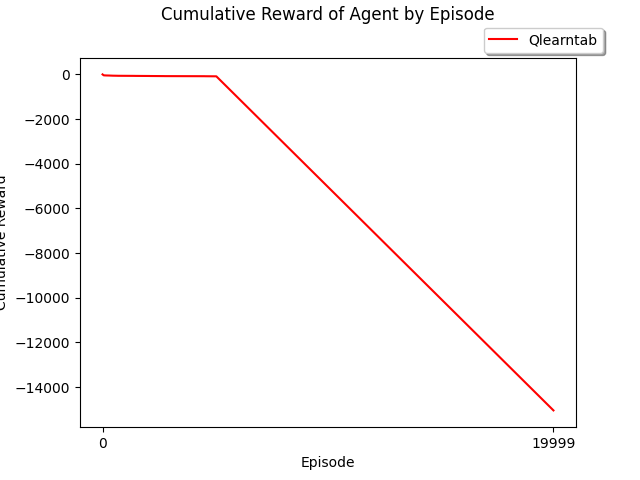 Cumulative Reward of Agent by Episode
Qlearntab
0
−2000
−4000
−6000
−8000
−10000
−12000
−14000
Cumulative Reward
0
19999
Episode